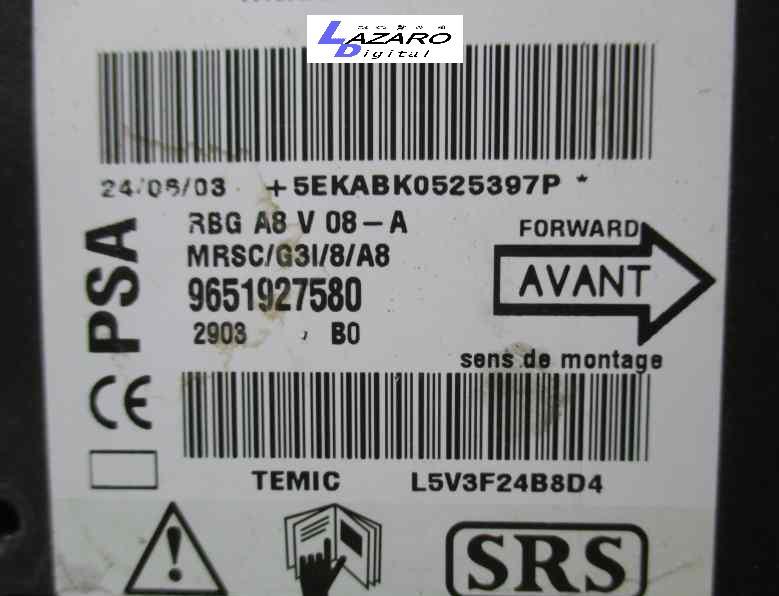 LAZARO
Digital
24/06/03 +5EKABK0525397P *
RBG A8 V 08-A
MRSC/G3I/8/A8
9651927580
2903 B0
PSA
FORWARD
AVANT
sens de montage
CE
TEMIC L5V3F24B8D4
SRS